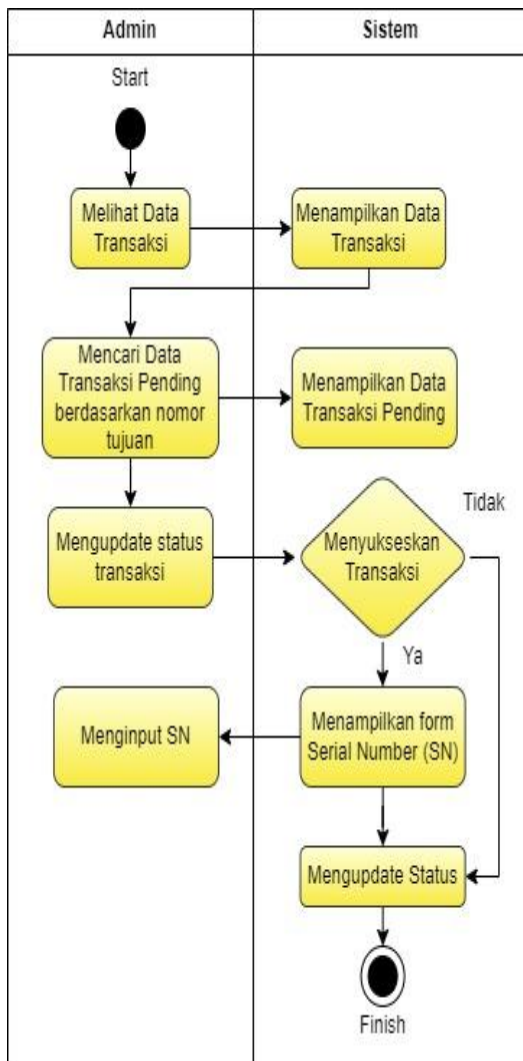 Admin
Sistem
Start
Melihat Data
Transaksi
Menampilkan Data
Transaksi
Mencari Data
Transaksi Pending
berdasarkan nomor
tujuan
Menampilkan Data
Transaksi Pending
Mengupdate status
transaksi
Menyukseskan
Transaksi
Tidak
Ya
Menginput SN
Menampilkan form
Serial Number (SN)
Mengupdate Status
Finish